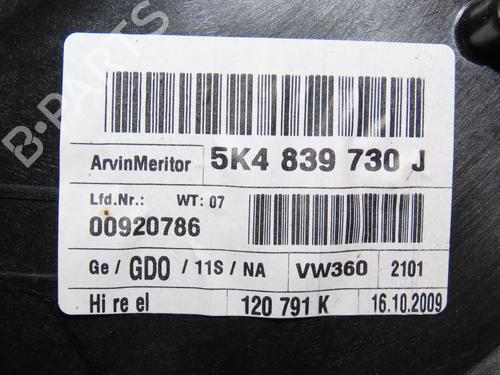 B-PARTS
ArvinMeritor 5K4 839 730 J
Lfd.Nr.: WT: 07
00920786
Ge / GDO / 11S / NA VW360 2101
Hi re el 120 791 K 16.10.2009